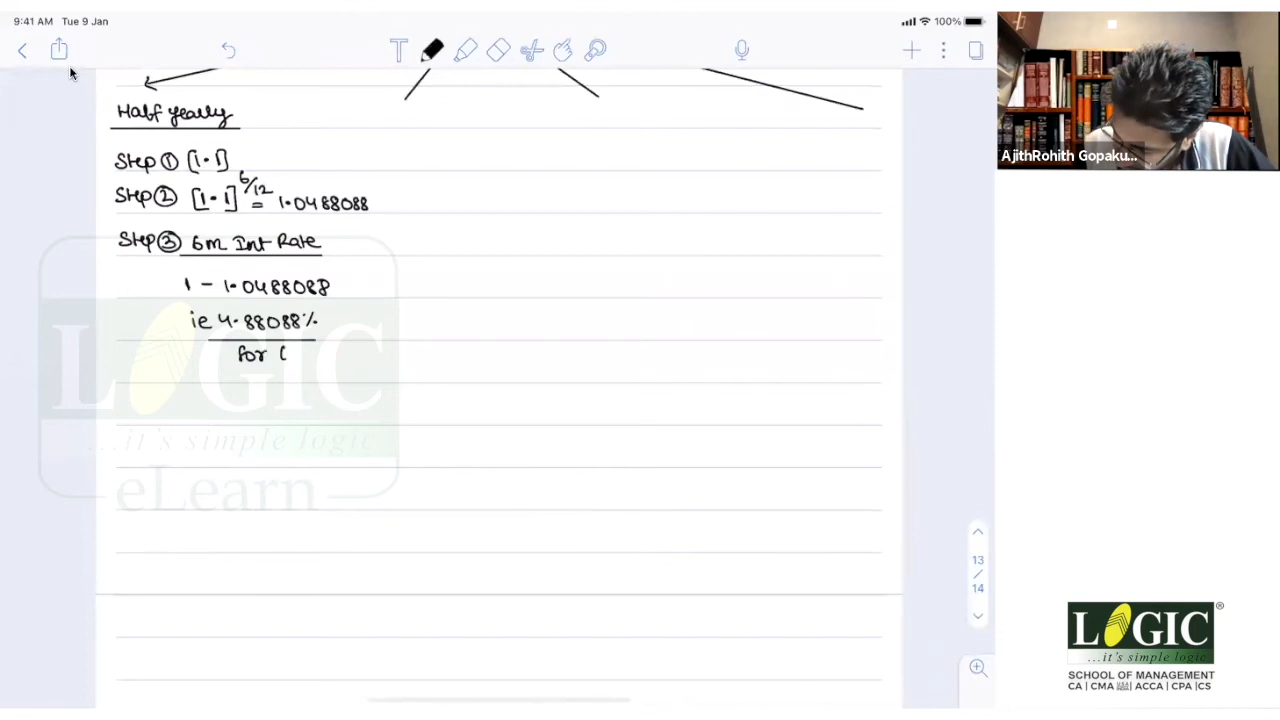 9:41 AM Tue 9 Jan
100%
T
Half yearly
Step ① [1.1]
Step ② [1.1]^6/12 = 1.0488088
Step ③ 6m Int Rate
1 - 1.0488088
ie 4.88088%
for 6
LOGIC
...it's simple logic
eLearn
13
/
14
AjithRohith Gopaku...
LOGIC®
...it's simple logic
SCHOOL OF MANAGEMENT
CA | CMA | ACCA | CPA | CS